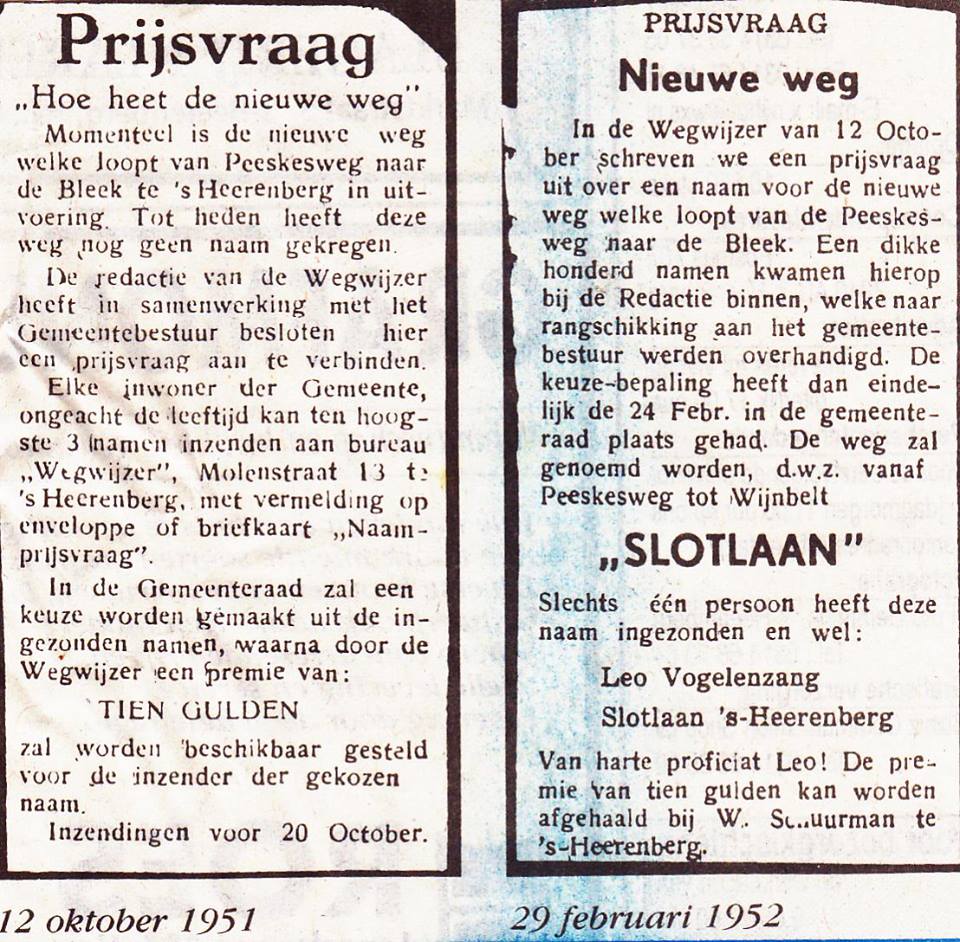 Prijsvraag
„Hoe heet de nieuwe weg"
Momenteel is de nieuwe weg
welke loopt van Peeskesweg naar
de Bleek te 's Heerenberg in uit-
voering. Tot heden heeft deze
weg nog geen naam gekregen.
De redactie van de Wegwijzer
heeft in samenwerking met het
Gemeentebestuur besloten hier
een prijsvraag aan te verbinden.
Elke inwoner der Gemeente,
ongeacht de leeftijd kan ten hoog-
ste 3 namen inzenden aan bureau
„Wegwijzer", Molenstraat 13 te
's Heerenberg, met vermelding op
enveloppe of briefkaart „Naam-
prijsvraag".
In de Gemeenteraad zal een
keuze worden gemaakt uit de in-
gezonden namen, waarna door de
Wegwijzer een premie van:
TIEN GULDEN
zal worden beschikbaar gesteld
voor de inzender der gekozen
naam.
Inzendingen voor 20 October.
12 oktober 1951
PRIJSVRAAG
Nieuwe weg
In de Wegwijzer van 12 Octo-
ber schreven we een prijsvraag
uit over een naam voor de nieuwe
weg welke loopt van de Peeskes-
weg naar de Bleek. Een dikke
honderd namen kwamen hierop
bij de Redactie binnen, welke naar
rangschikking aan het gemeente-
bestuur werden overhandigd. De
keuze-bepaling heeft dan einde-
lijk de 24 Febr. in de gemeente-
raad plaats gehad. De weg zal
genoemd worden, d.w.z. vanaf
Peeskesweg tot Wijnbelt
„SLOTLAAN"
Slechts één persoon heeft deze
naam ingezonden en wel:
Leo Vogelenzang
Slotlaan 's-Heerenberg
Van harte proficiat Leo! De pre-
mie van tien gulden kan worden
afgehaald bij W. te
's-Heerenberg.
29 februari 1952